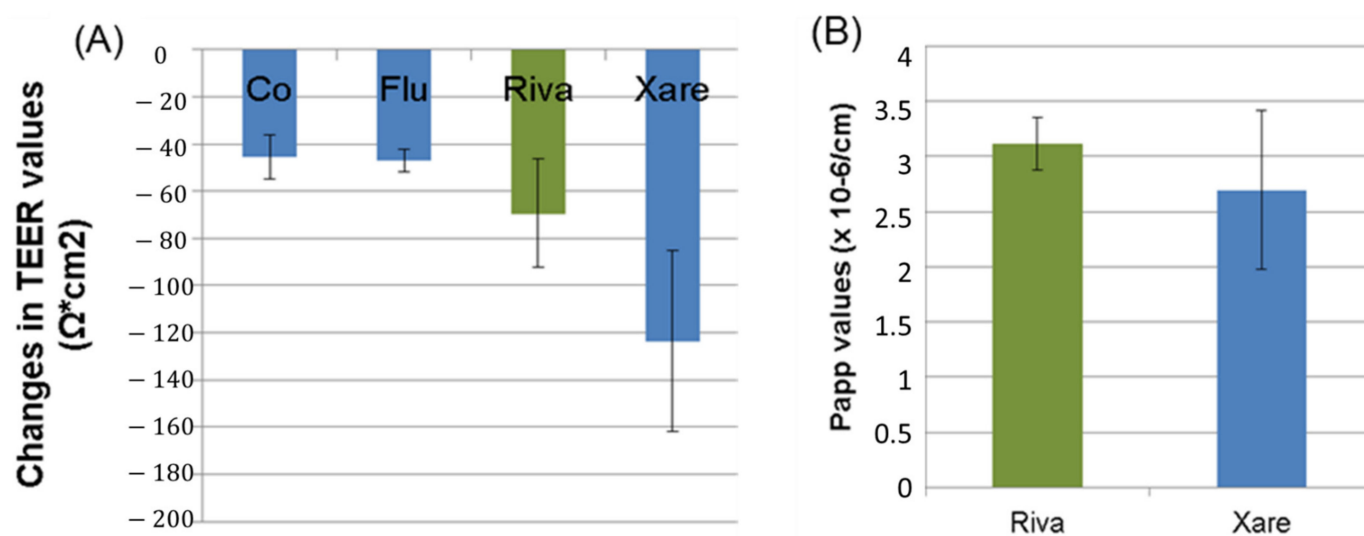 (A)
Changes in TEER values
(Ω*cm2)
0
– 20
– 40
– 60
– 80
– 100
– 120
– 140
– 160
– 180
– 200
Co Flu Riva Xare
(B)
Papp values (x 10-6/cm)
4
3.5
3
2.5
2
1.5
1
0.5
0
Riva Xare